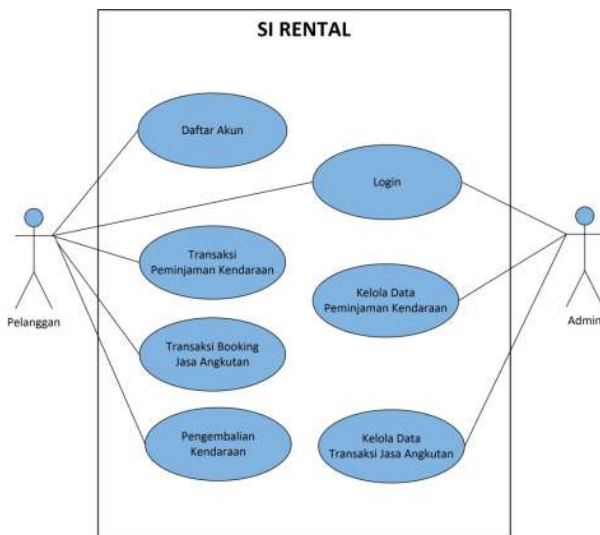 SI RENTAL
Daftar Akun
Login
Transaksi
Peminjaman Kendaraan
Pelanggan
Kelola Data
Peminjaman Kendaraan
Admin
Transaksi Booking
Jasa Angkutan
Pengembalian
Kendaraan
Kelola Data
Transaksi Jasa Angkutan